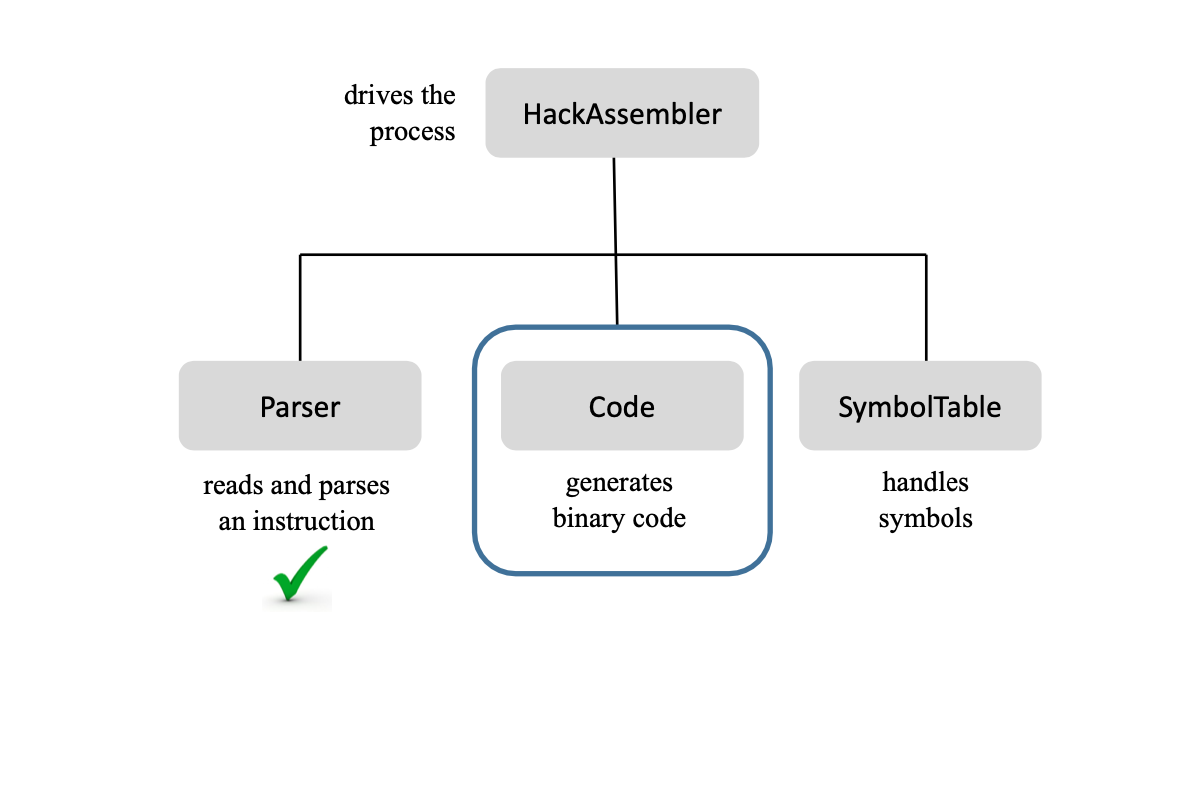 drives the
process
HackAssembler
Parser
reads and parses
an instruction
Code
generates
binary code
SymbolTable
handles
symbols